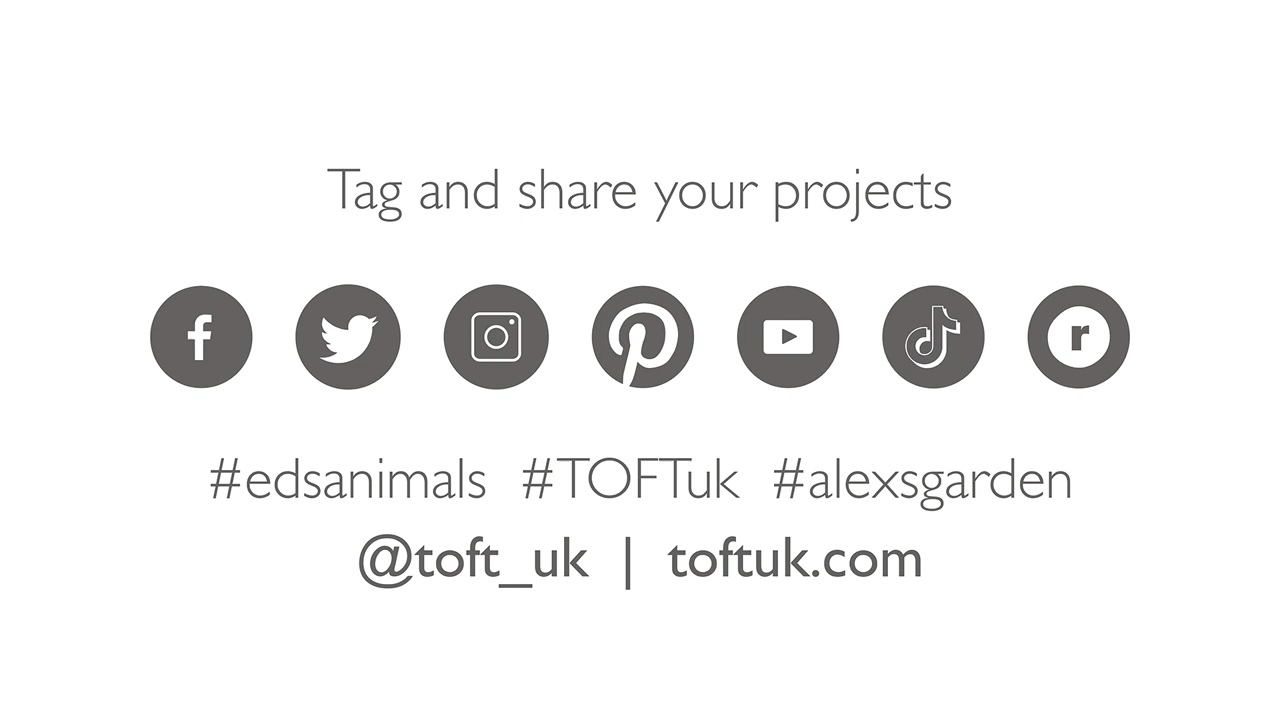 Tag and share your projects
#edsanimals #TOFTuk #alexsgarden
@toft_uk | toftuk.com